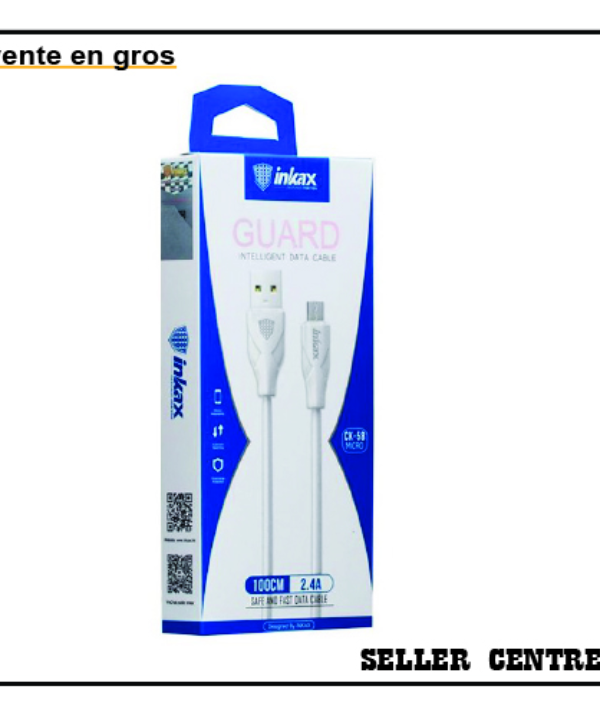 vente en gros
inkax
GUARD
INTELLIGENT DATA CABLE
inkax
inkax
CK-58
MICRO
100CM 2.4A
SAFE AND FAST DATA CABLE
Designed by INKAX
SELLER CENTRE